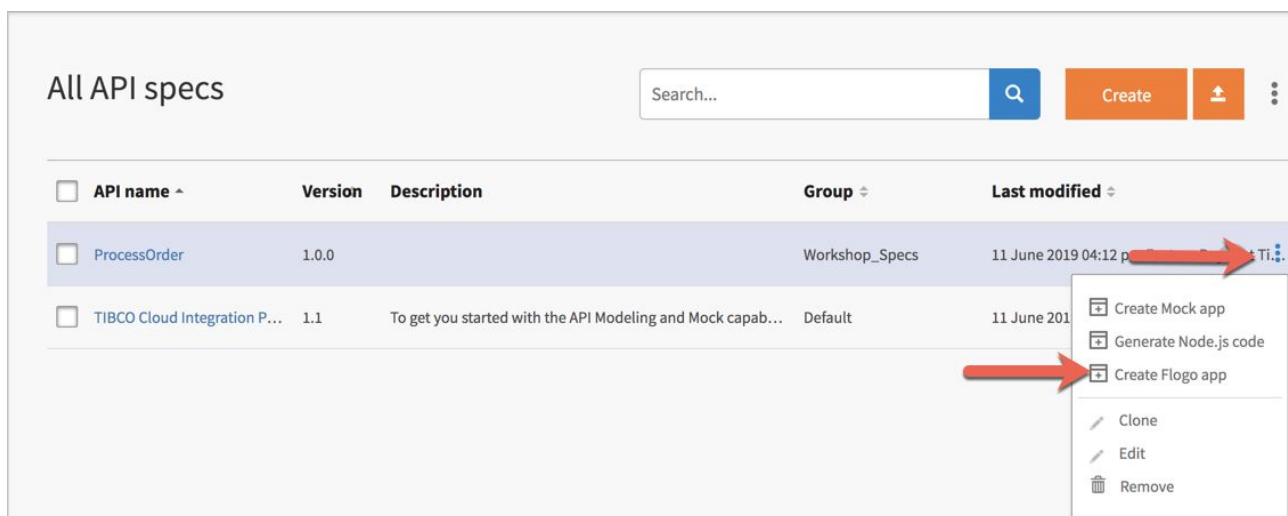 All API specs
Search...
Create
API name Version Description Group Last modified
ProcessOrder 1.0.0 Workshop_Specs 11 June 2019 04:12 p Ti...
TIBCO Cloud Integration P... 1.1 To get you started with the API Modeling and Mock capab... Default 11 June 201
Create Mock app
Generate Node.js code
Create Flogo app
Clone
Edit
Remove